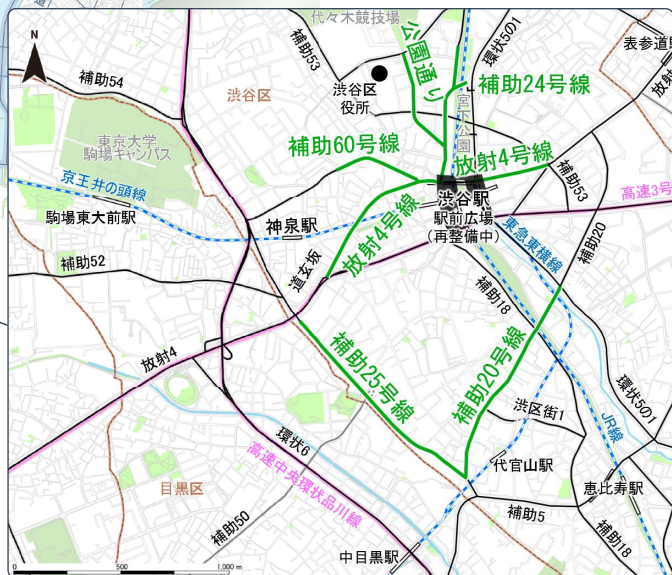 代々木競技場
N
補助53
環状5の1
表参道駅
公園通り
補助54
渋谷区
渋谷区
役所
補助24号線
宮下公園
放射
東京大学
駒場キャンパス
補助60号線
放射4号線
補助53
京王井の頭線
渋谷駅
高速3号
駒場東大前駅
神泉駅
駅前広場
(再整備中)
東急東横線
補助20
放射4号線
補助52
道玄坂
補助18
放射4
補助25号線
補助20号線
渋区街1
環状5の1
JR線
環状6
高速中央環状品川線
代官山駅
恵比寿駅
目黒区
補助50
補助5
補助18
中目黒駅
0 500 1,000 m